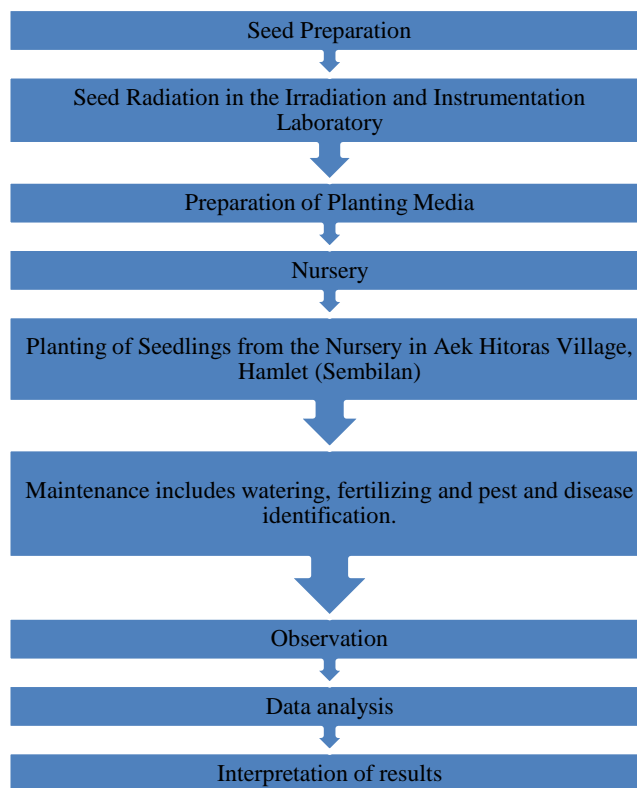 Seed Preparation
Seed Radiation in the Irradiation and Instrumentation
Laboratory
Preparation of Planting Media
Nursery
Planting of Seedlings from the Nursery in Aek Hitoras Village,
Hamlet (Sembilan)
Maintenance includes watering, fertilizing and pest and disease
identification.
Observation
Data analysis
Interpretation of results